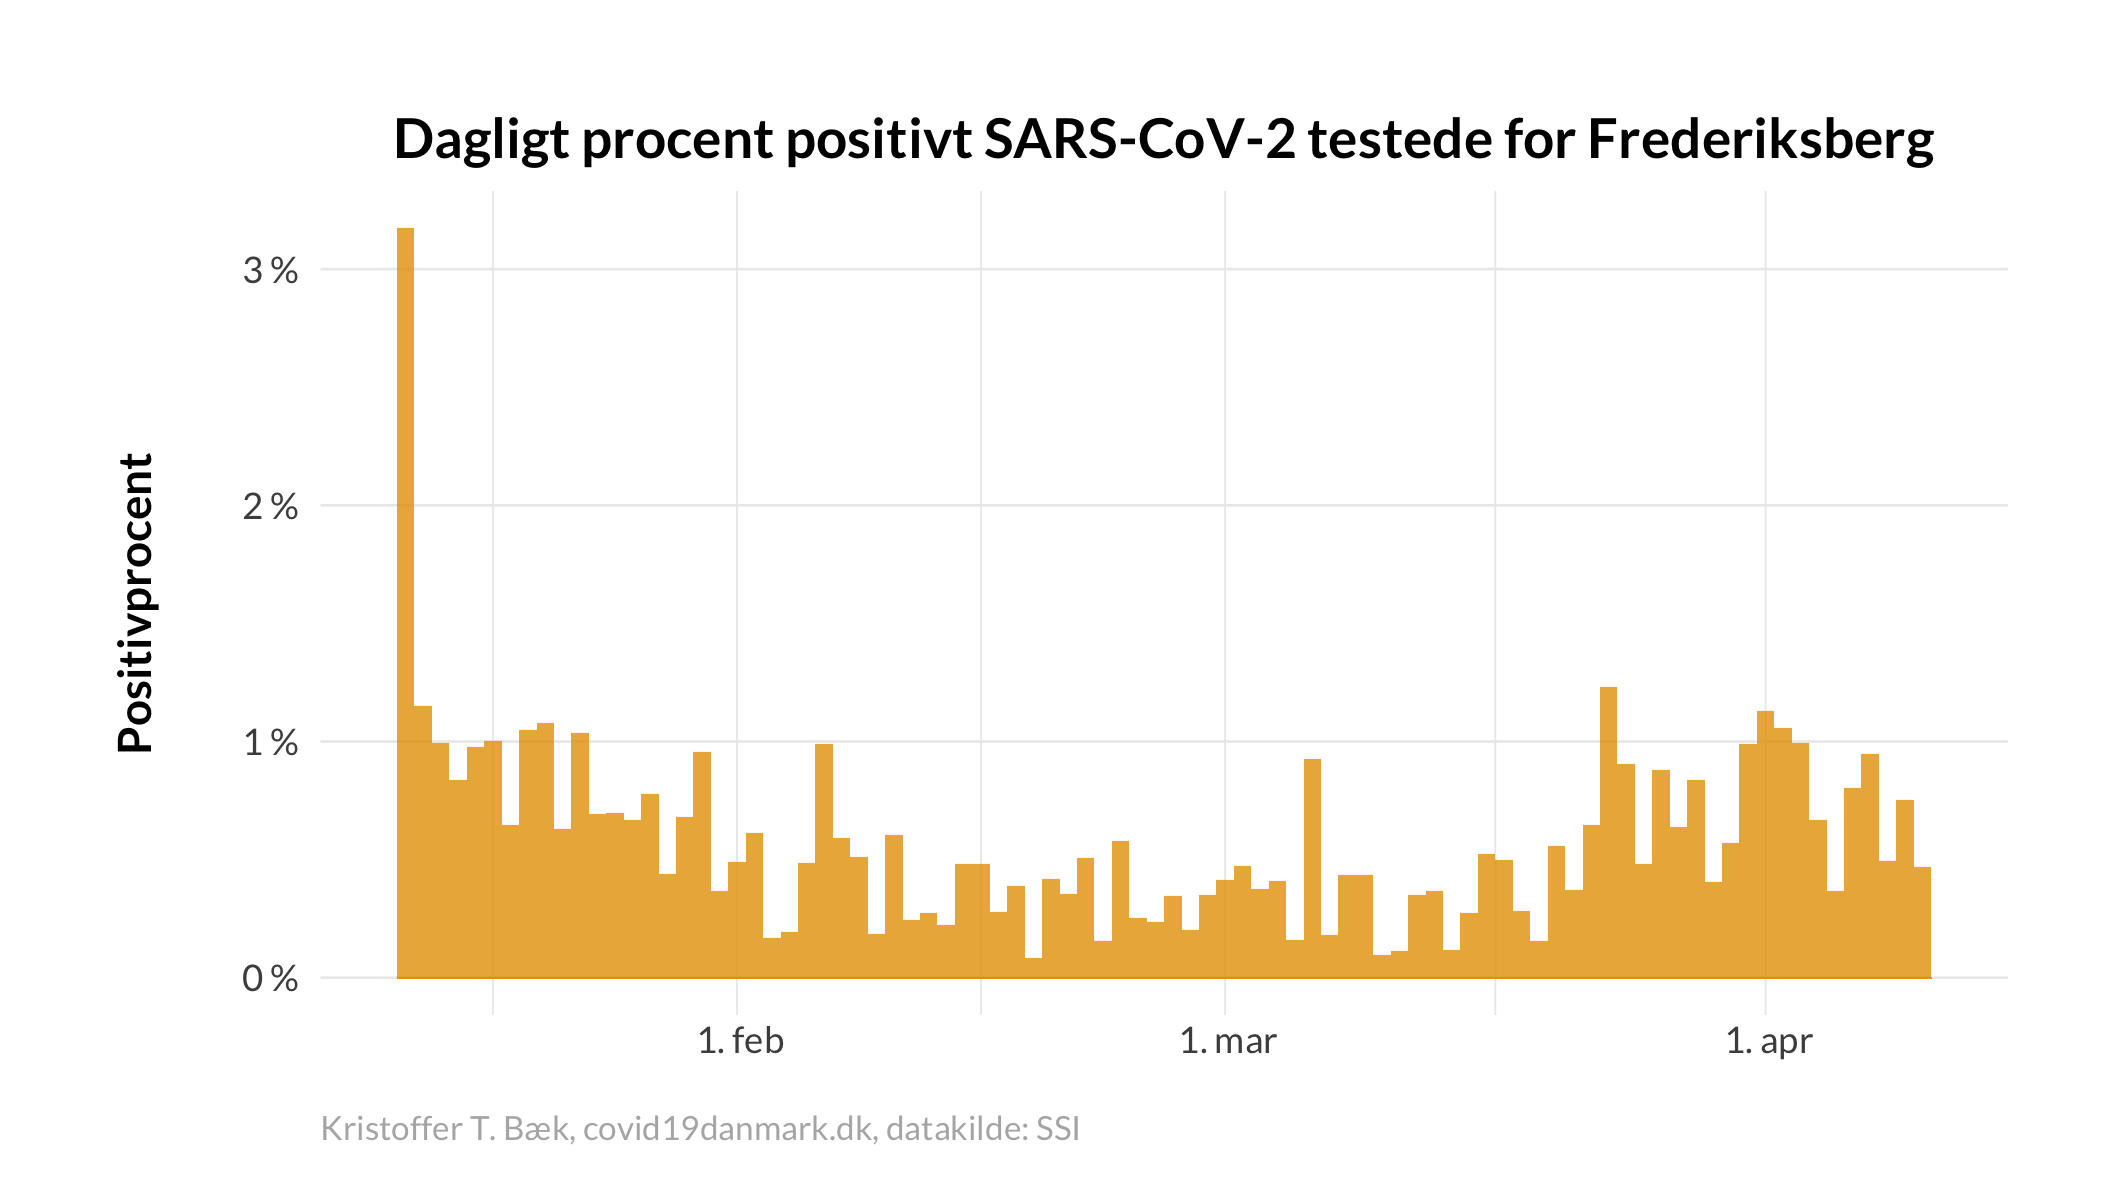 Dagligt procent positivt SARS-CoV-2 testede for Frederiksberg
Positivprocent
3 %
2 %
1 %
0 %
1. feb
1. mar
1. apr
Kristoffer T. Bæk, covid19danmark.dk, datakilde: SSI